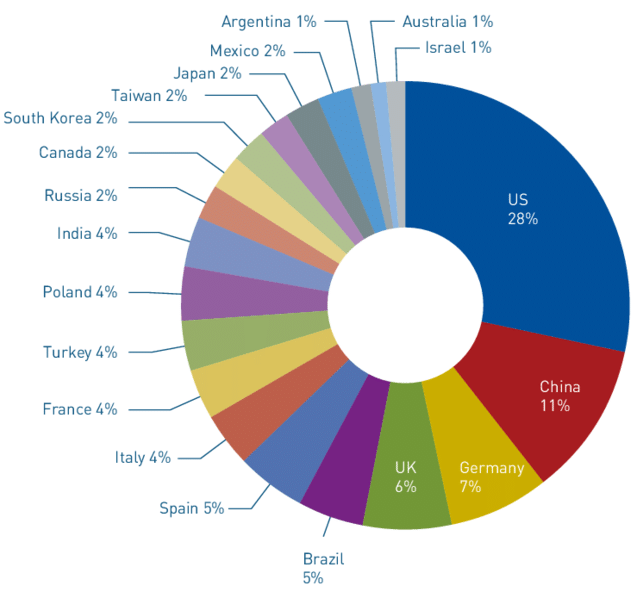 Argentina 1%
Australia 1%
Mexico 2%
Israel 1%
Japan 2%
Taiwan 2%
South Korea 2%
Canada 2%
Russia 2%
India 4%
Poland 4%
Turkey 4%
France 4%
Italy 4%
Spain 5%
Brazil
5%
UK
6%
Germany
7%
China
11%
US
28%